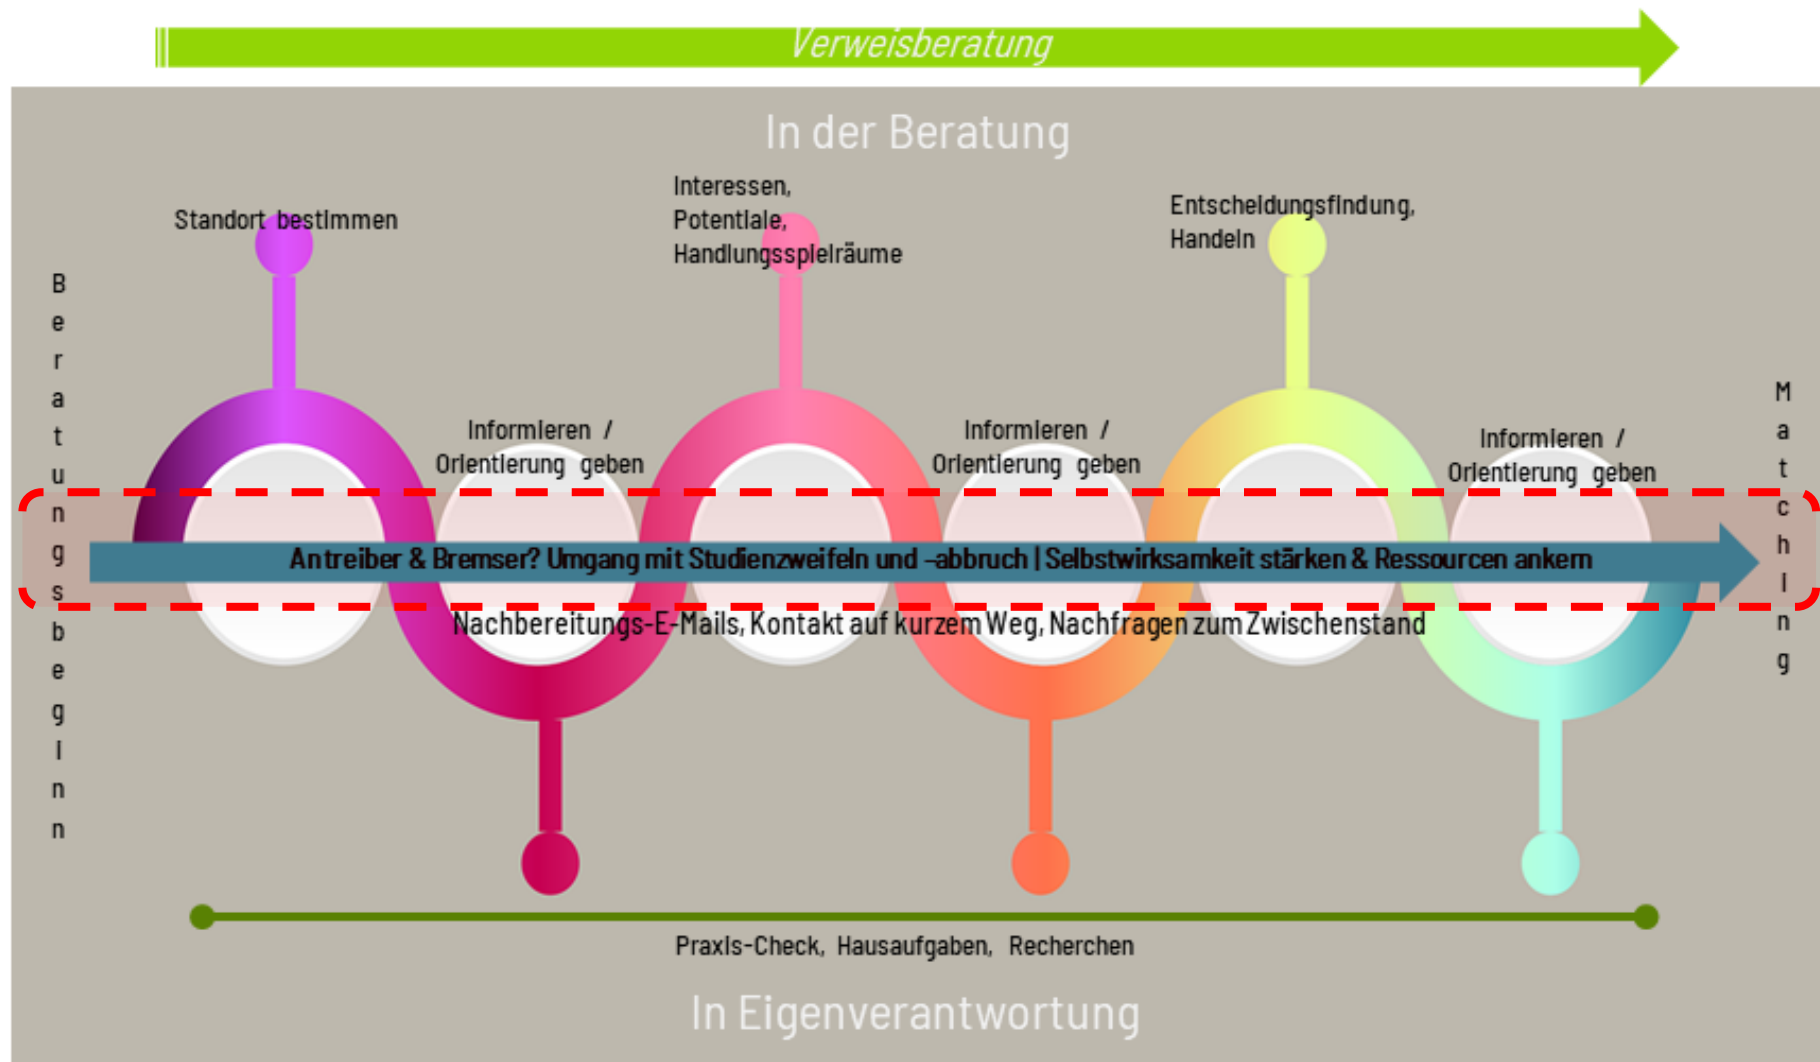 Verweisberatung
In der Beratung
Standort bestimmen
Interessen,
Potentiale,
Handlungsspielräume
Entscheidungsfindung,
Handeln
Beratungsbeginn
Matching
Informieren /
Orientierung geben
Informieren /
Orientierung geben
Informieren /
Orientierung geben
Antreiber & Bremser? Umgang mit Studienzweifeln und –abbruch | Selbstwirksamkeit stärken & Ressourcen ankern
Nachbereitungs-E-Mails, Kontakt auf kurzem Weg, Nachfragen zum Zwischenstand
Praxis-Check, Hausaufgaben, Recherchen
In Eigenverantwortung